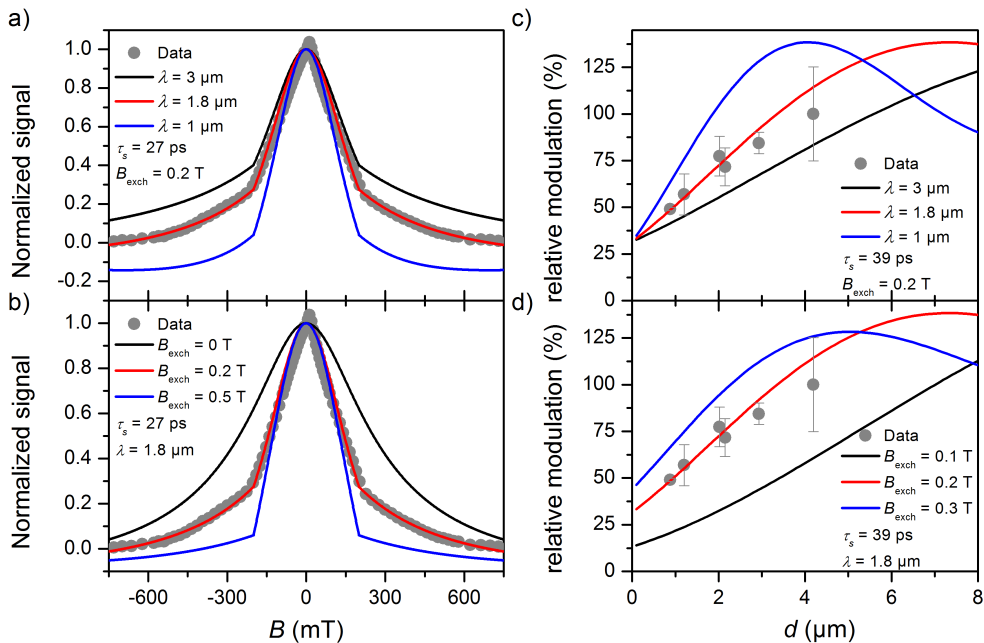 a)
Normalized signal
1.0
0.8
0.6
0.4
0.2
0.0
-0.2
Data
λ = 3 μm
λ = 1.8 μm
λ = 1 μm
τs = 27 ps
Bexch = 0.2 T
b)
Normalized signal
1.0
0.8
0.6
0.4
0.2
0.0
Data
Bexch = 0 T
Bexch = 0.2 T
Bexch = 0.5 T
τs = 27 ps
λ = 1.8 μm
-600 -300 0 300 600
B (mT)
c)
relative modulation (%)
125
100
75
50
25
0
Data
λ = 3 μm
λ = 1.8 μm
λ = 1 μm
τs = 39 ps
Bexch = 0.2 T
d)
relative modulation (%)
125
100
75
50
25
0
Data
Bexch = 0.1 T
Bexch = 0.2 T
Bexch = 0.3 T
τs = 39 ps
λ = 1.8 μm
0 2 4 6 8
d (μm)